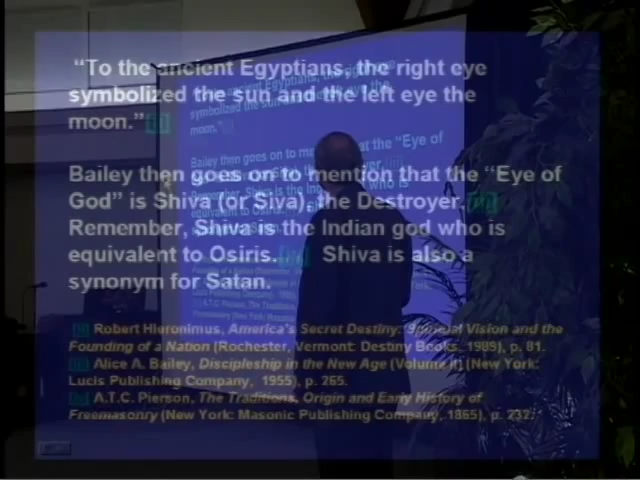 “To the ancient Egyptians, the right eye
symbolized the sun and the left eye the
moon.”
Bailey then goes on to mention that the “Eye of
God” is Shiva (or Siva), the Destroyer.
Remember, Shiva is the Indian god who is
equivalent to Osiris. Shiva is also a
synonym for Satan.
Robert Hieronimus, America's Secret Destiny: Spiritual Vision and the
Founding of a Nation (Rochester, Vermont: Destiny Books, 1989), p. 81.
Alice A. Bailey, Discipleship in the New Age (Volume II) (New York:
Lucis Publishing Company, 1955), p. 265.
A.T.C. Pierson, The Traditions, Origin and Early History of
Freemasonry (New York: Masonic Publishing Company, 1865), p. 232.